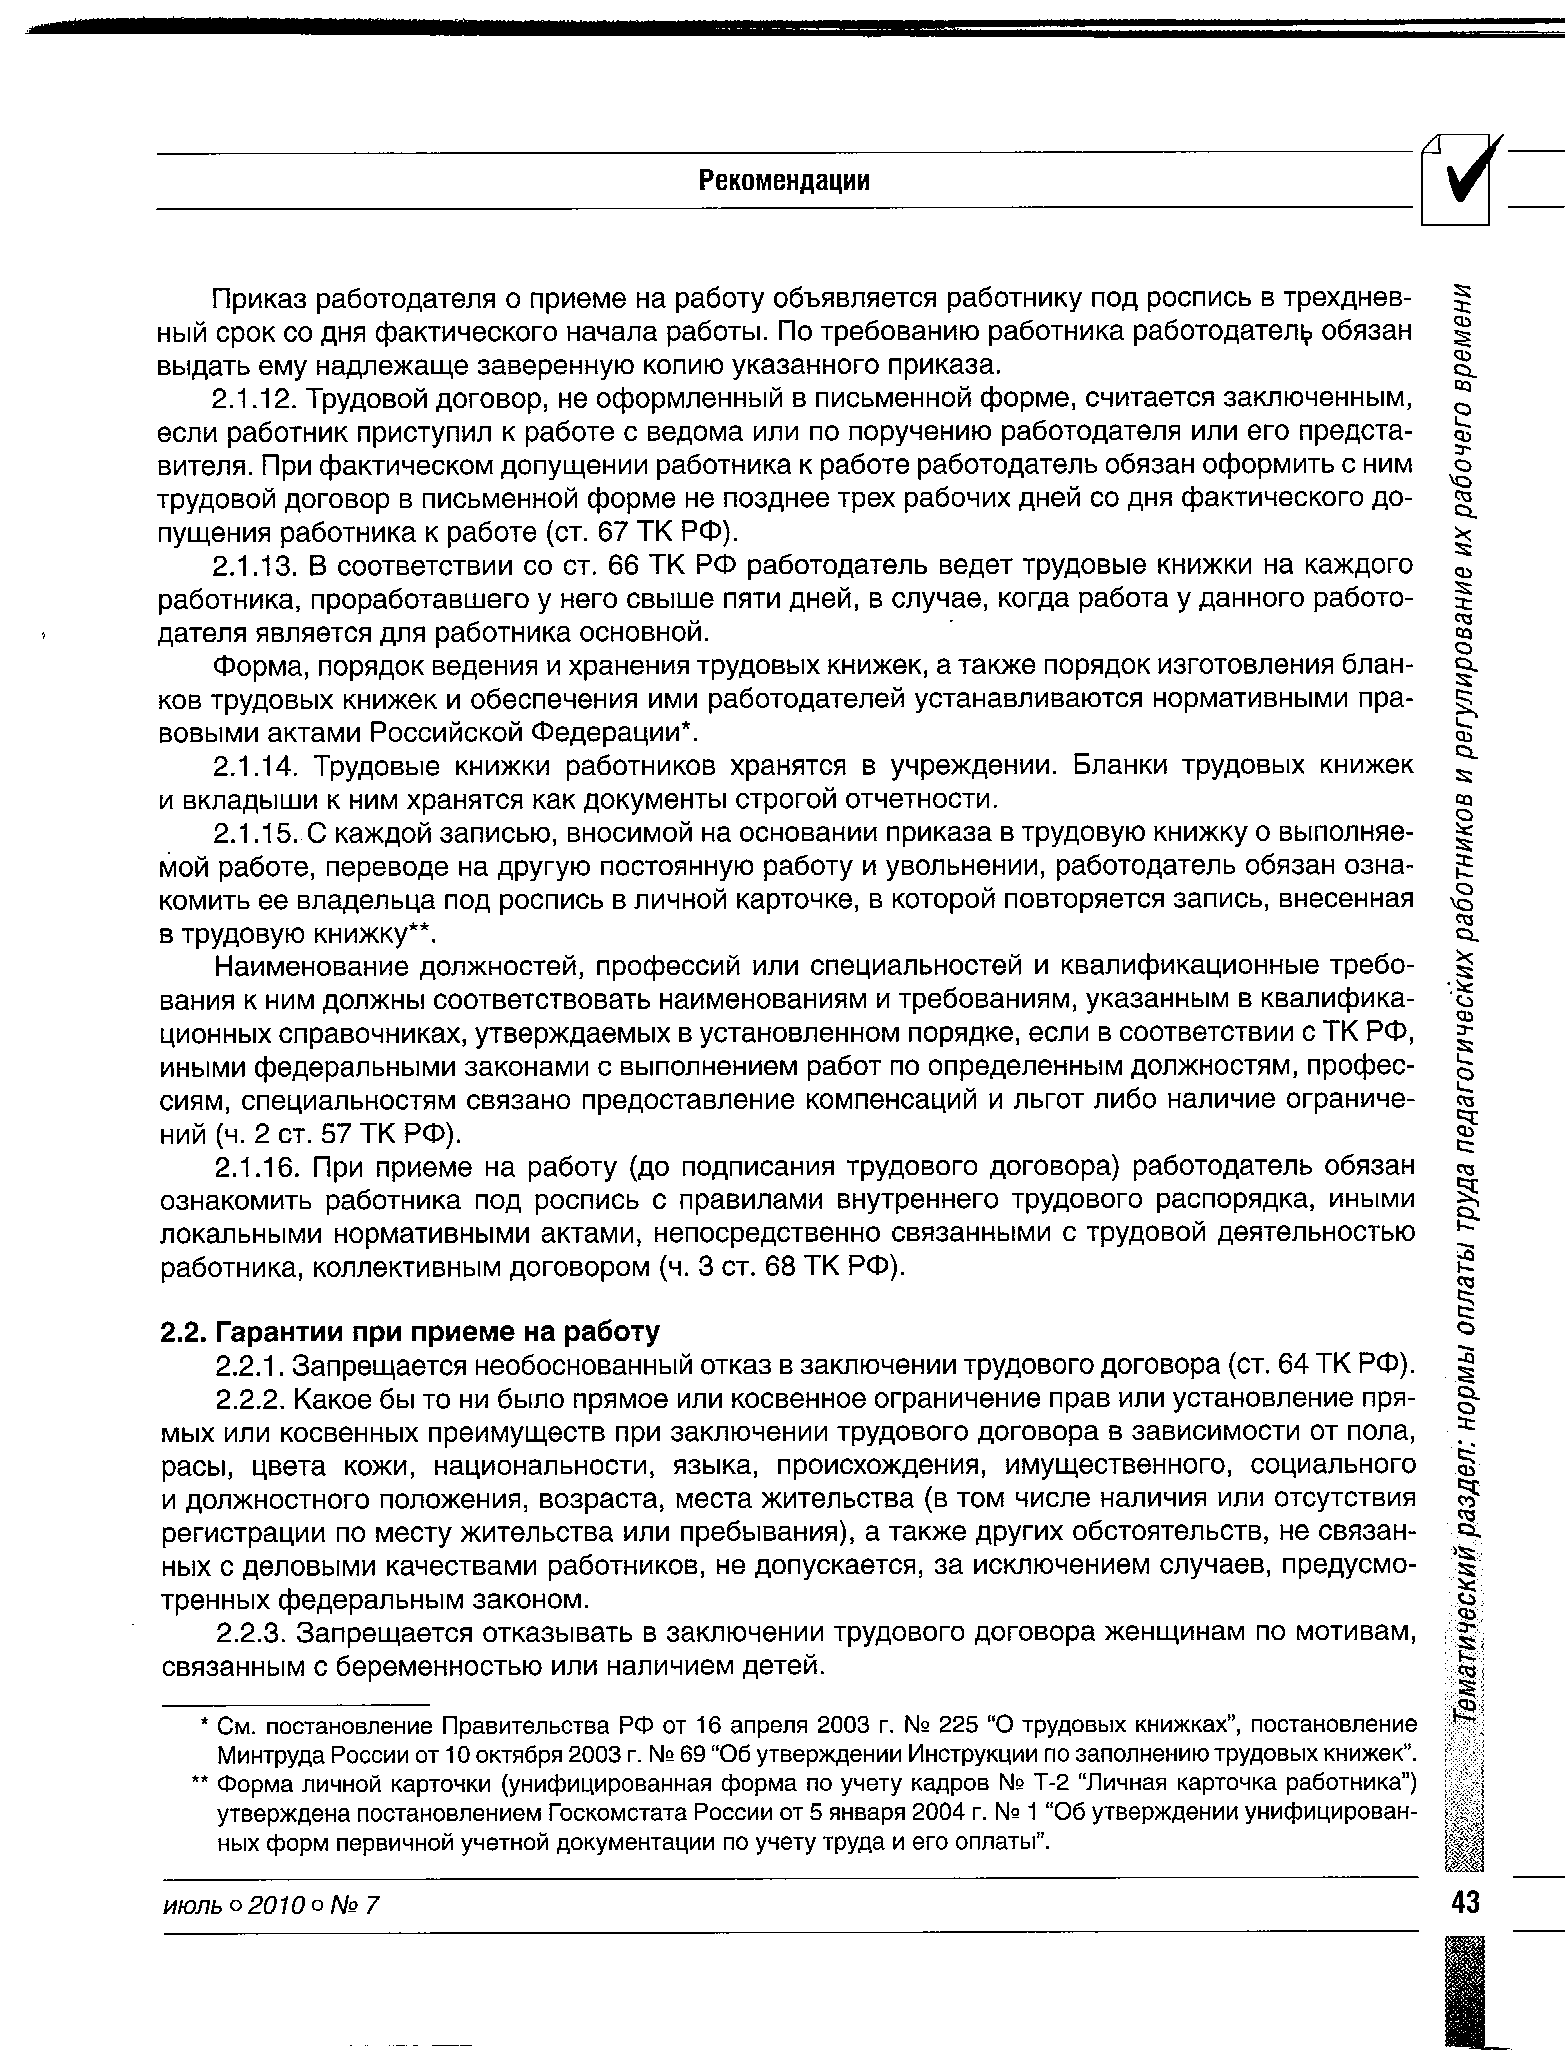 Рекомендации
Приказ работодателя о приеме на работу объявляется работнику под роспись в трехднев-
ный срок со дня фактического начала работы. По требованию работника работодатель обязан
выдать ему надлежаще заверенную копию указанного приказа.
2.1.12. Трудовой договор, не оформленный в письменной форме, считается заключенным,
если работник приступил к работе с ведома или по поручению работодателя или его предста-
вителя. При фактическом допущении работника к работе работодатель обязан оформить с ним
трудовой договор в письменной форме не позднее трех рабочих дней со дня фактического до-
пущения работника к работе (ст. 67 ТК РФ).
2.1.13. В соответствии со ст. 66 ТК РФ работодатель ведет трудовые книжки на каждого
работника, проработавшего у него свыше пяти дней, в случае, когда работа у данного работо-
дателя является для работника основной.
Форма, порядок ведения и хранения трудовых книжек, а также порядок изготовления блан-
ков трудовых книжек и обеспечения ими работодателей устанавливаются нормативными пра-
вовыми актами Российской Федерации*.
2.1.14. Трудовые книжки работников хранятся в учреждении. Бланки трудовых книжек
и вкладыши к ним хранятся как документы строгой отчетности.
2.1.15. С каждой записью, вносимой на основании приказа в трудовую книжку о выполняе-
мой работе, переводе на другую постоянную работу и увольнении, работодатель обязан озна-
комить ее владельца под роспись в личной карточке, в которой повторяется запись, внесенная
в трудовую книжку**.
Наименование должностей, профессий или специальностей и квалификационные требо-
вания к ним должны соответствовать наименованиям и требованиям, указанным в квалифика-
ционных справочниках, утверждаемых в установленном порядке, если в соответствии с ТК РФ,
иными федеральными законами с выполнением работ по определенным должностям, профес-
сиям, специальностям связано предоставление компенсаций и льгот либо наличие ограниче-
ний (ч. 2 ст. 57 ТК РФ).
2.1.16. При приеме на работу (до подписания трудового договора) работодатель обязан
ознакомить работника под роспись с правилами внутреннего трудового распорядка, иными
локальными нормативными актами, непосредственно связанными с трудовой деятельностью
работника, коллективным договором (ч. 3 ст. 68 ТК РФ).
2.2. Гарантии при приеме на работу
2.2.1. Запрещается необоснованный отказ в заключении трудового договора (ст. 64 ТК РФ).
2.2.2. Какое бы то ни было прямое или косвенное ограничение прав или установление пря-
мых или косвенных преимуществ при заключении трудового договора в зависимости от пола,
расы, цвета кожи, национальности, языка, происхождения, имущественного, социального
и должностного положения, возраста, места жительства (в том числе наличия или отсутствия
регистрации по месту жительства или пребывания), а также других обстоятельств, не связан-
ных с деловыми качествами работников, не допускается, за исключением случаев, предусмо-
тренных федеральным законом.
2.2.3. Запрещается отказывать в заключении трудового договора женщинам по мотивам,
связанным с беременностью или наличием детей.
* См. постановление Правительства РФ от 16 апреля 2003 г. № 225 “О трудовых книжках”, постановление
Минтруда России от 10 октября 2003 г. № 69 “Об утверждении Инструкции по заполнению трудовых книжек”.
** Форма личной карточки (унифицированная форма по учету кадров № Т-2 “Личная карточка работника”)
утверждена постановлением Госкомстата России от 5 января 2004 г. № 1 “Об утверждении унифицирован-
ных форм первичной учетной документации по учету труда и его оплаты”.
Тематический раздел: нормы оплаты труда педагогических работников и регулирование их рабочего времени
июль о 2010 о № 7
43